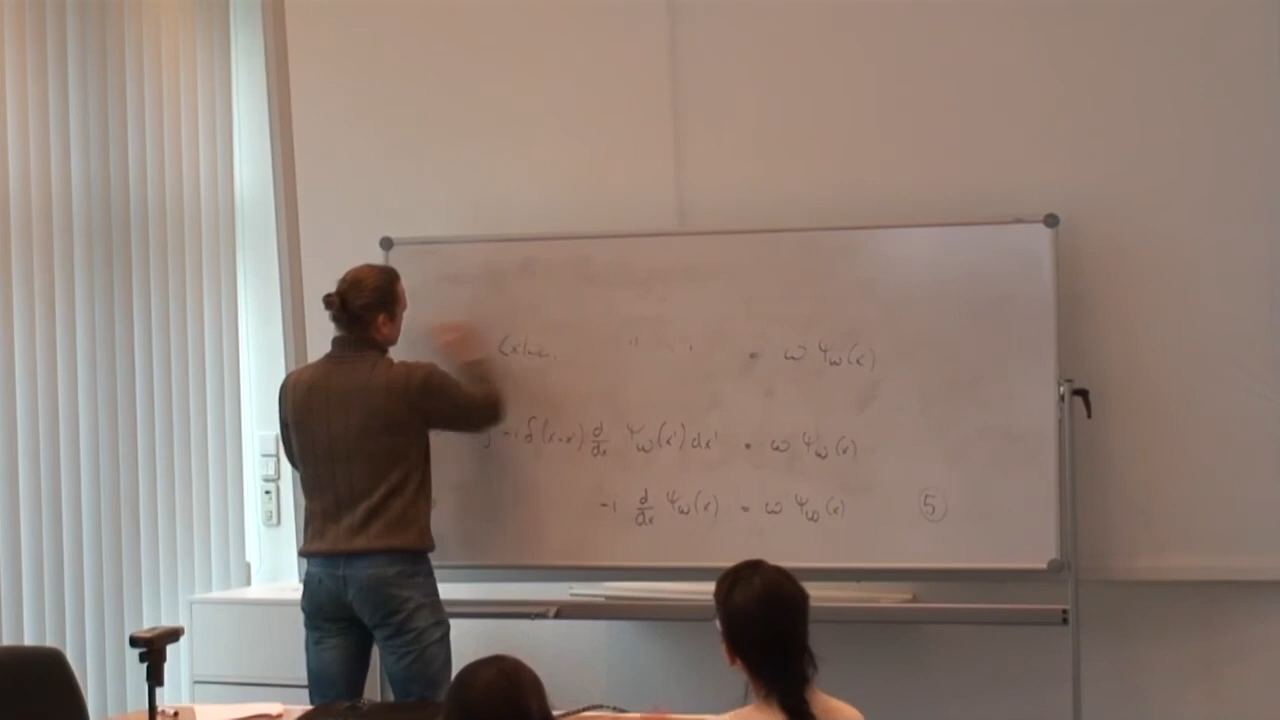 = ω Ψω(x)
-i δ(x-x') d/dx Ψω(x') dx' = ω Ψω(x)
-i d/dx Ψω(x) = ω Ψω(x) ⑤